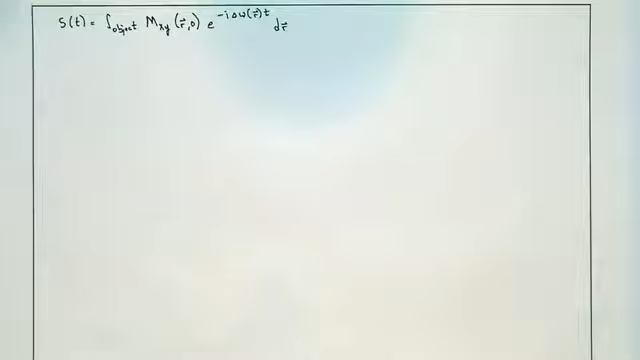 S(t) = ∫object Mxy(r⃗,0) e^-iΔω(r⃗)t dr⃗